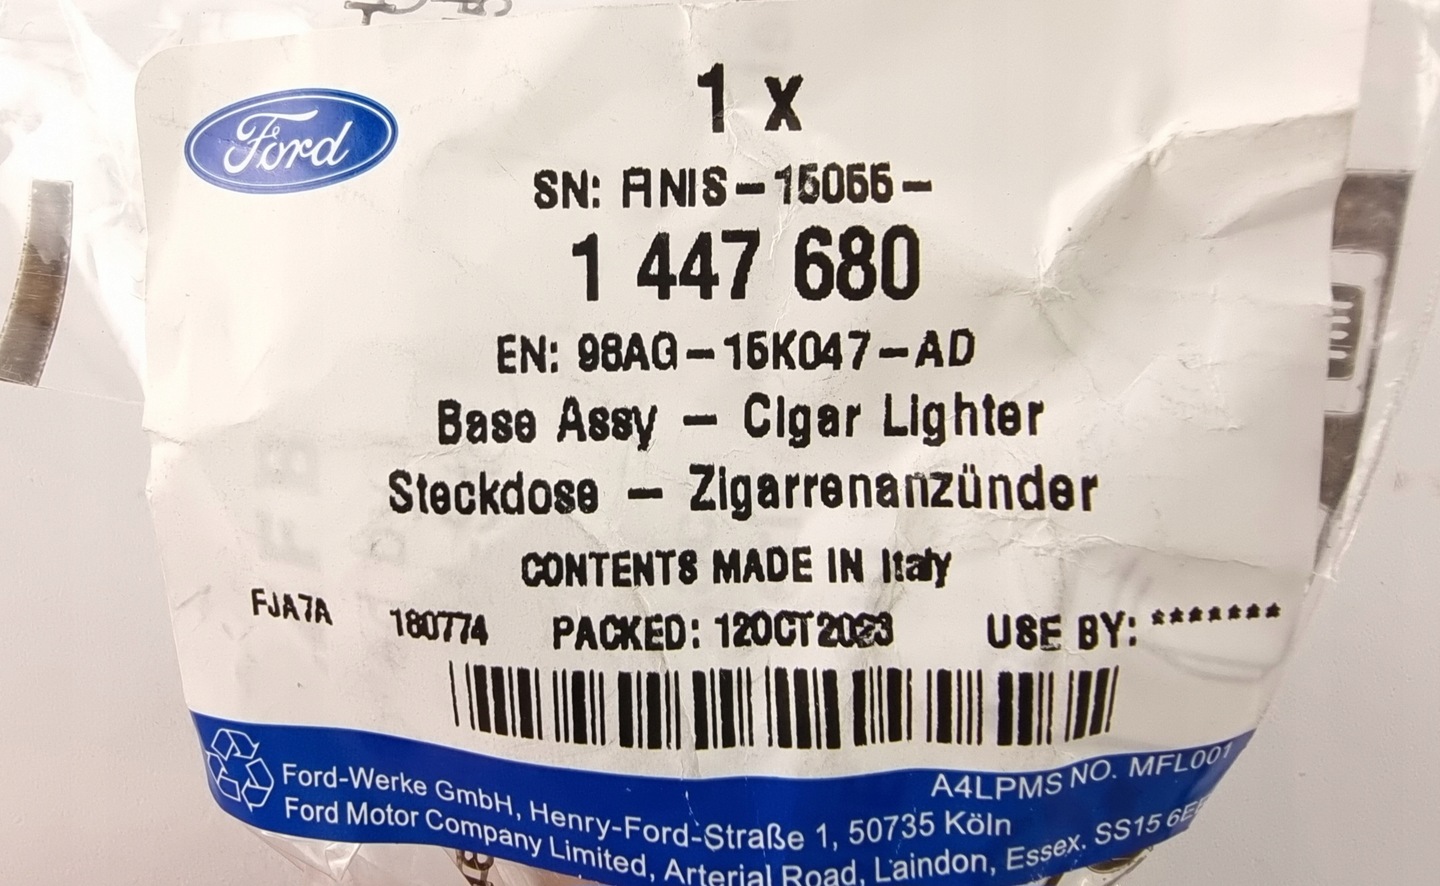 Ford
1 x
SN: FINIS-15055-
1 447 680
EN: 98AG-15K047-AD
Base Assy - Cigar Lighter
Steckdose - Zigarrenanzünder
CONTENTS MADE IN Italy
FJA7A 180774 PACKED: 12OCT2023 USE BY: *******
A4LPMS NO. MFL001
Ford-Werke GmbH, Henry-Ford-Straße 1, 50735 Köln
Ford Motor Company Limited, Arterial Road, Laindon, Essex. SS15